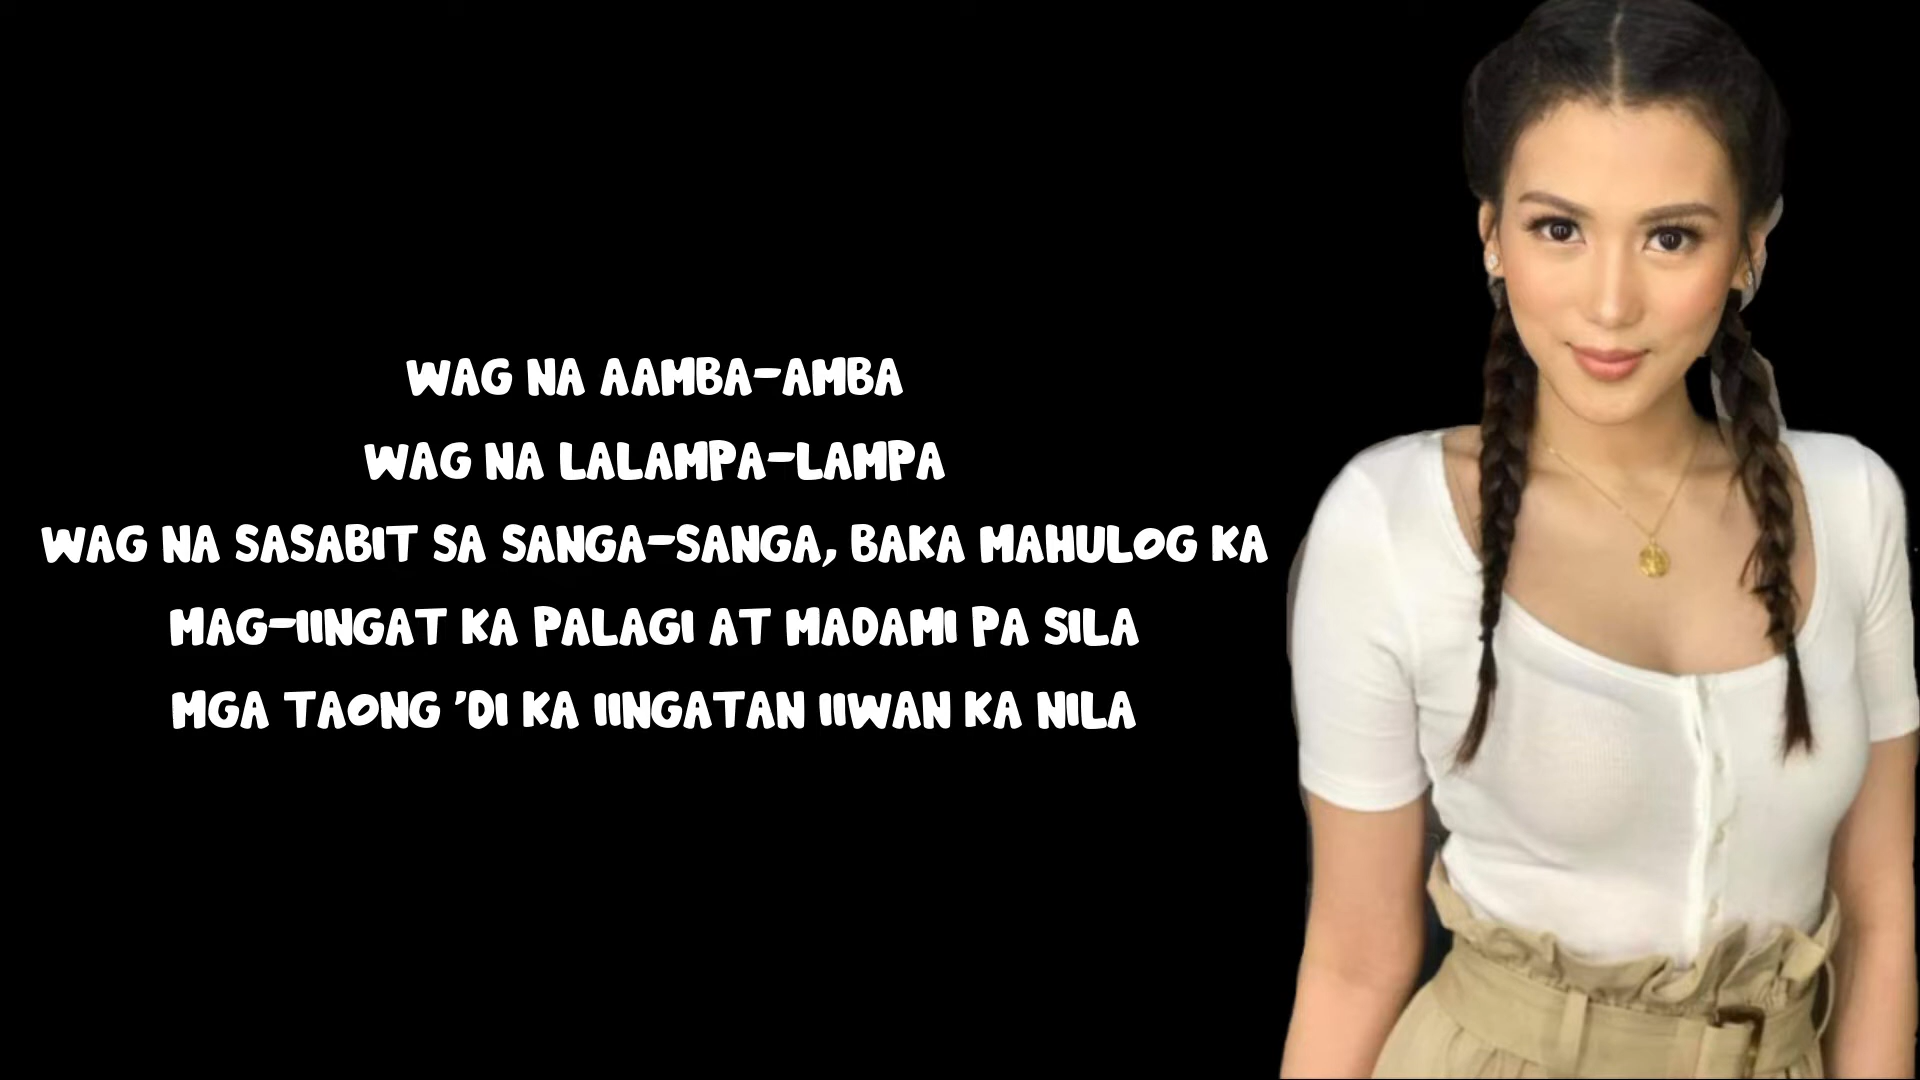 WAG NA AAMBA-AMBA
WAG NA LALAMPA-LAMPA
WAG NA SASABIT SA SANGA-SANGA, BAKA MAHULOG KA
MAG-IINGAT KA PALAGI AT MADAMI PA SILA
MGA TAONG 'DI KA IINGATAN IIWAN KA NILA